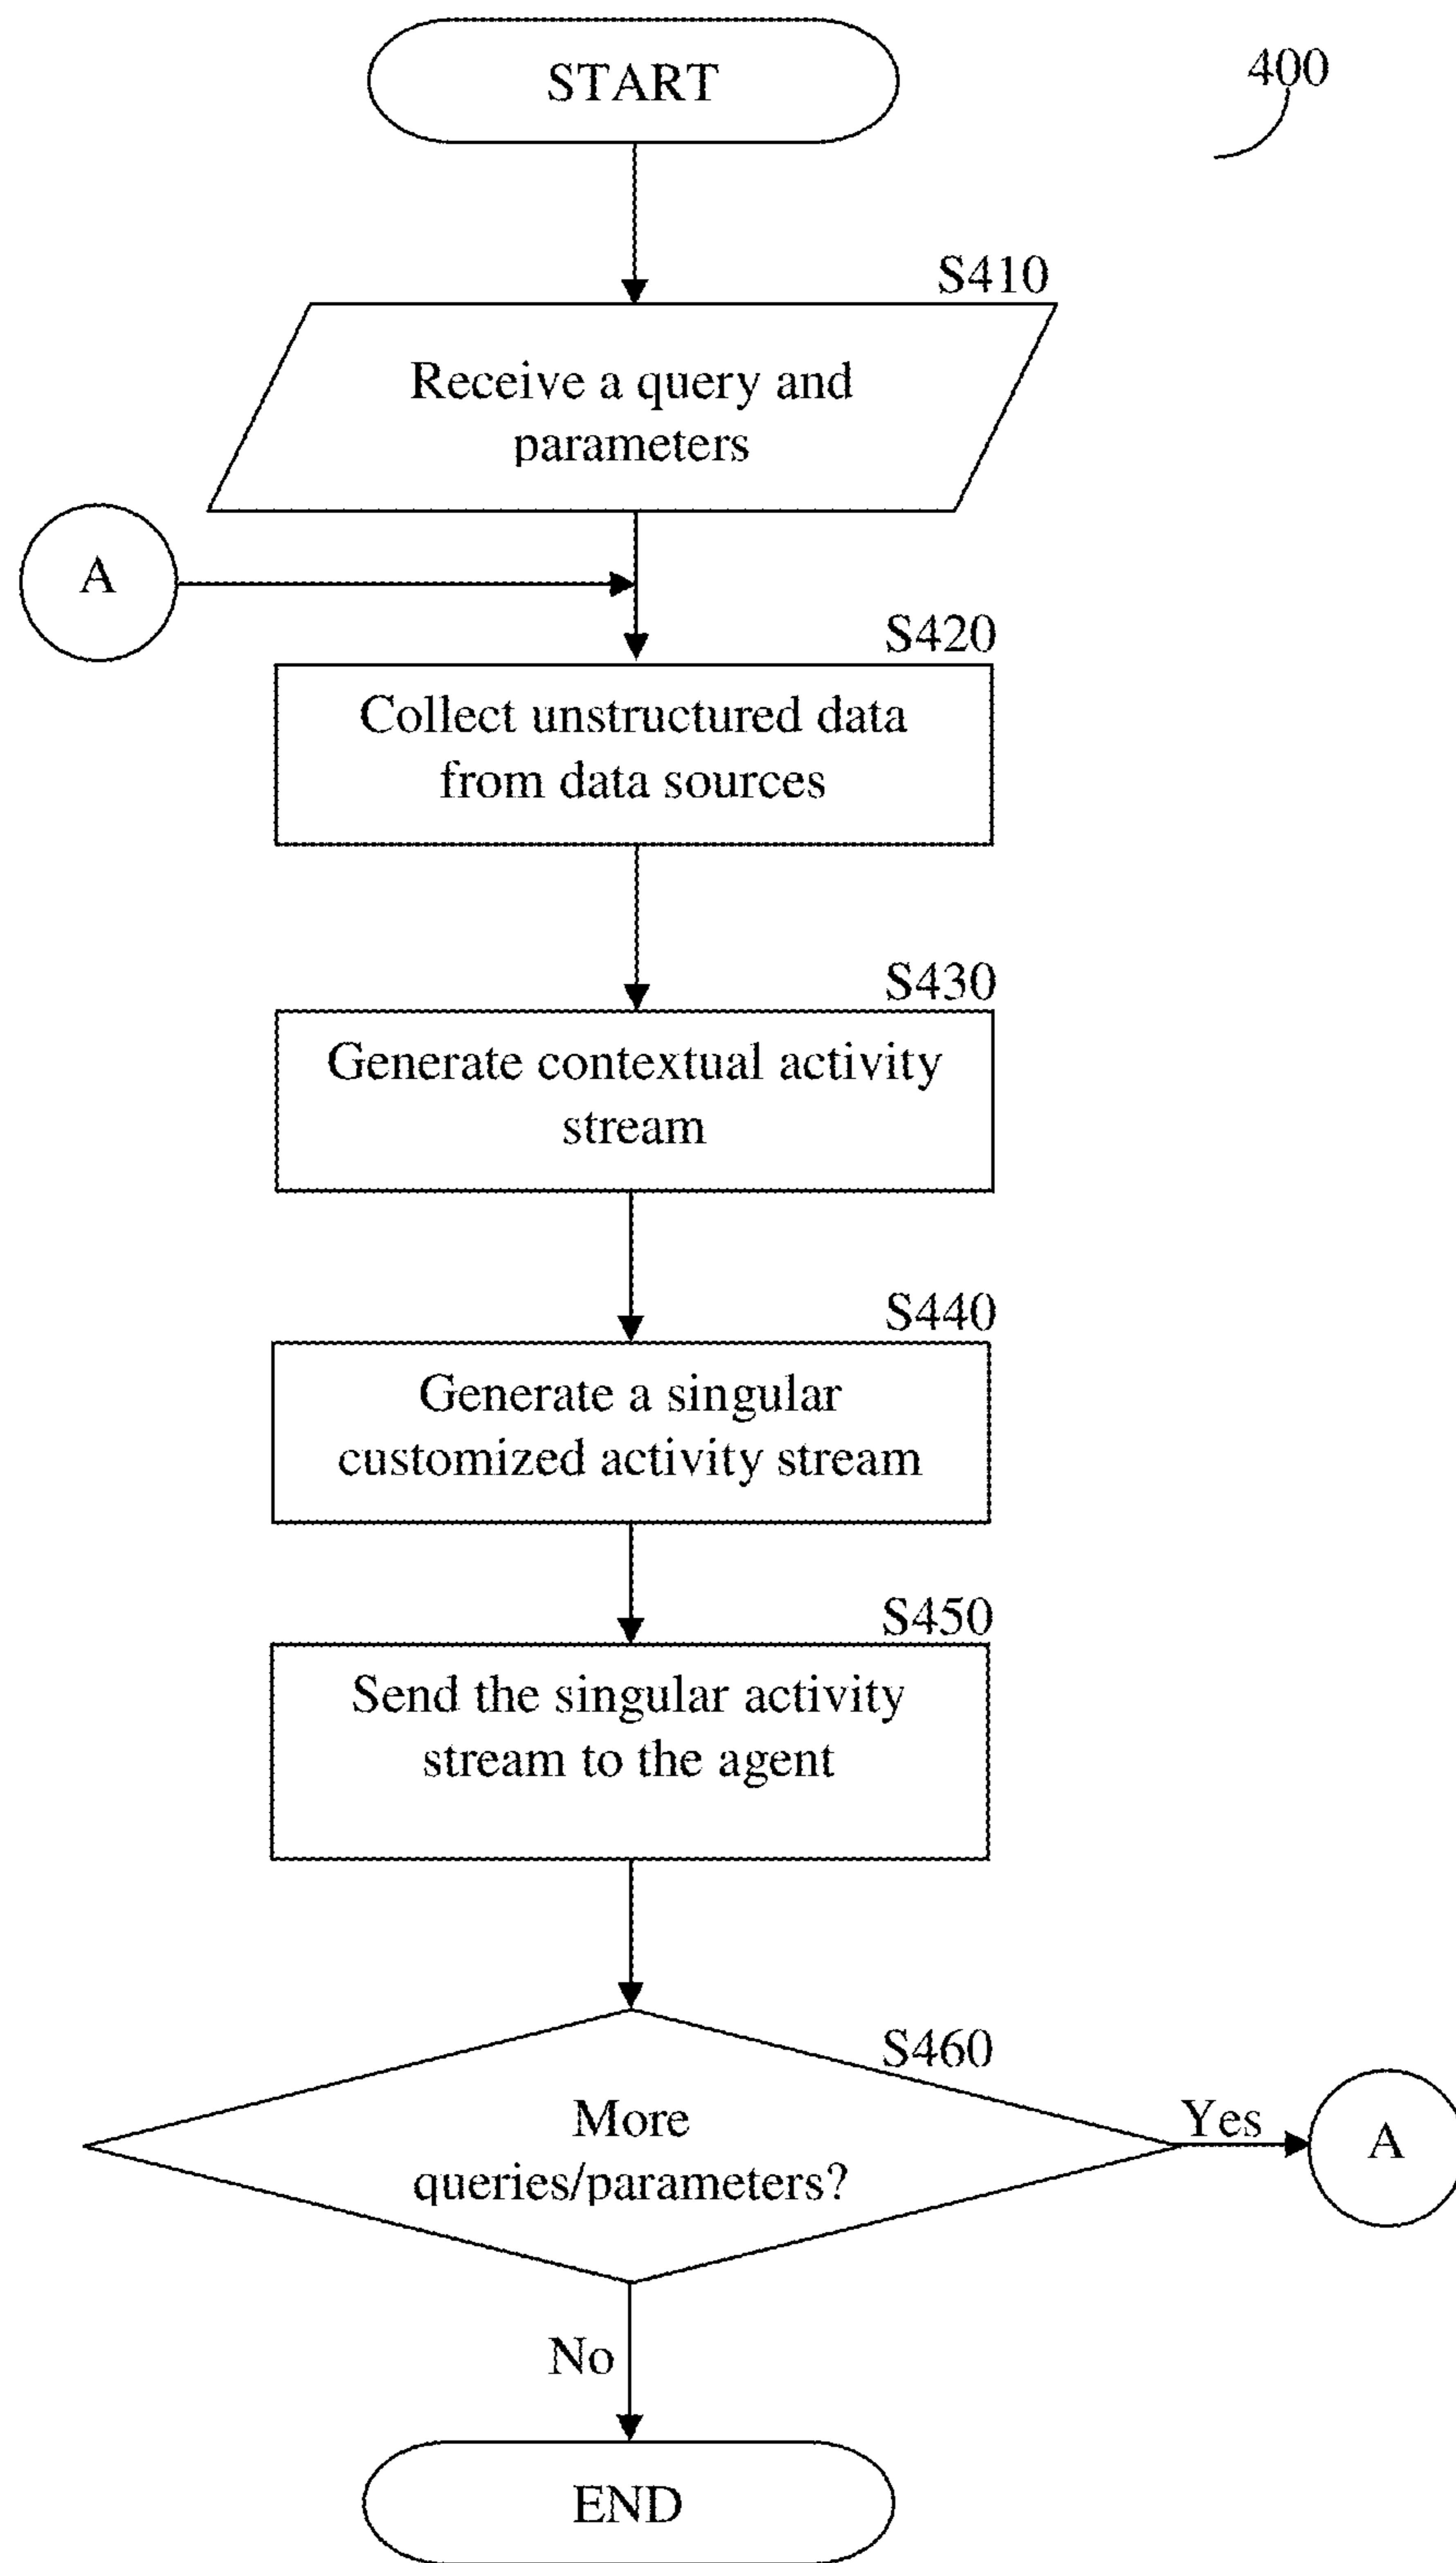 START
400
S410
Receive a query and
parameters
A
S420
Collect unstructured data
from data sources
S430
Generate contextual activity
stream
S440
Generate a singular
customized activity stream
S450
Send the singular activity
stream to the agent
S460
More
queries/parameters?
Yes
A
No
END